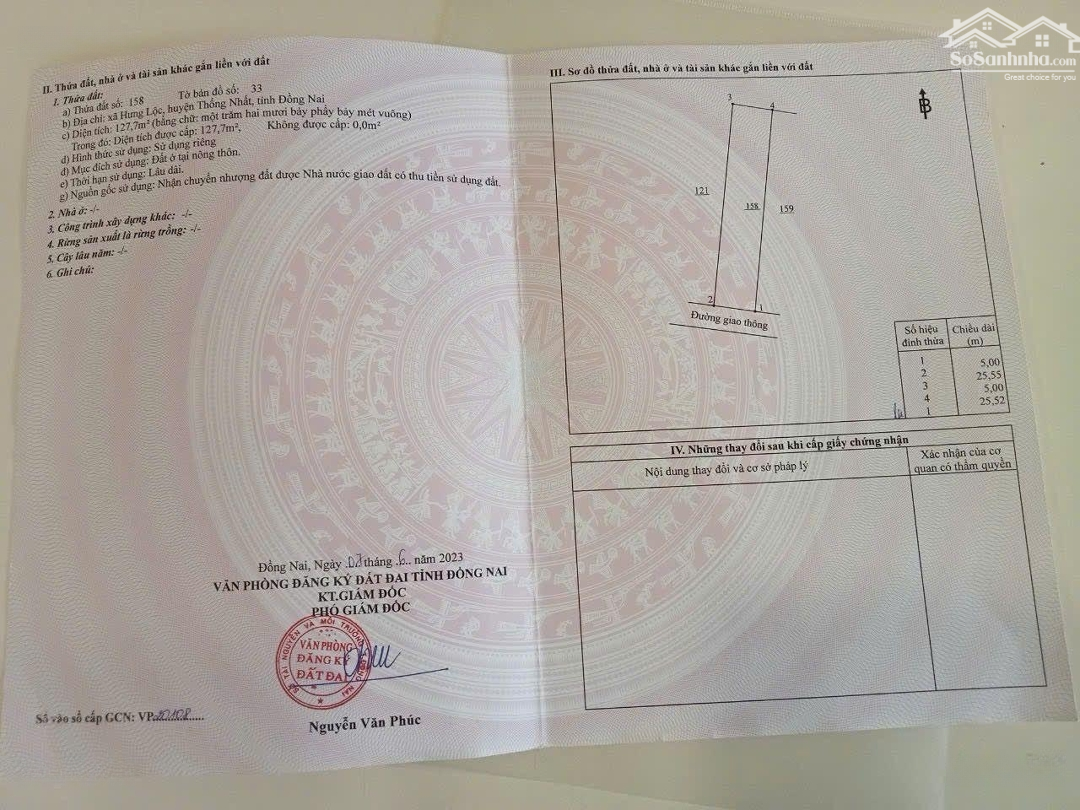 II. Thửa đất, nhà ở và tài sản khác gắn liền với đất
1. Thửa đất:
a) Thửa đất số: 158 Tờ bản đồ số: 33
b) Địa chỉ: xã Hưng Lộc, huyện Thống Nhất, tỉnh Đồng Nai
c) Diện tích: 127,7m² (bằng chữ: một trăm hai mươi bảy phẩy bảy mét vuông)
Trong đó: Diện tích được cấp: 127,7m², Không được cấp: 0,0m²
d) Hình thức sử dụng: Sử dụng riêng
đ) Mục đích sử dụng: Đất ở tại nông thôn.
e) Thời hạn sử dụng: Lâu dài.
g) Nguồn gốc sử dụng: Nhận chuyển nhượng đất được Nhà nước giao đất có thu tiền sử dụng đất.
2. Nhà ở: -/-
3. Công trình xây dựng khác: -/-
4. Rừng sản xuất là rừng trồng: -/-
5. Cây lâu năm: -/-
6. Ghi chú:
Đồng Nai, Ngày 07 tháng 6 năm 2023
VĂN PHÒNG ĐĂNG KÝ ĐẤT ĐAI TỈNH ĐỒNG NAI
KT.GIÁM ĐỐC
PHÓ GIÁM ĐỐC
SỞ TÀI NGUYÊN VÀ MÔI TRƯỜNG
VĂN PHÒNG
ĐĂNG KÝ
ĐẤT ĐAI
Nguyễn Văn Phúc
Số vào sổ cấp GCN: VP
III. Sơ đồ thửa đất, nhà ở và tài sản khác gắn liền với đất
B
3
4
121
158
159
2
1
Đường giao thông
Số hiệu đỉnh thửa Chiều dài (m)
1
5,00
2
25,55
3
5,00
4
25,52
1
IV. Những thay đổi sau khi cấp giấy chứng nhận
Nội dung thay đổi và cơ sở pháp lý
Xác nhận của cơ
quan có thẩm quyền
SoSanhnha.com
Great choice for you